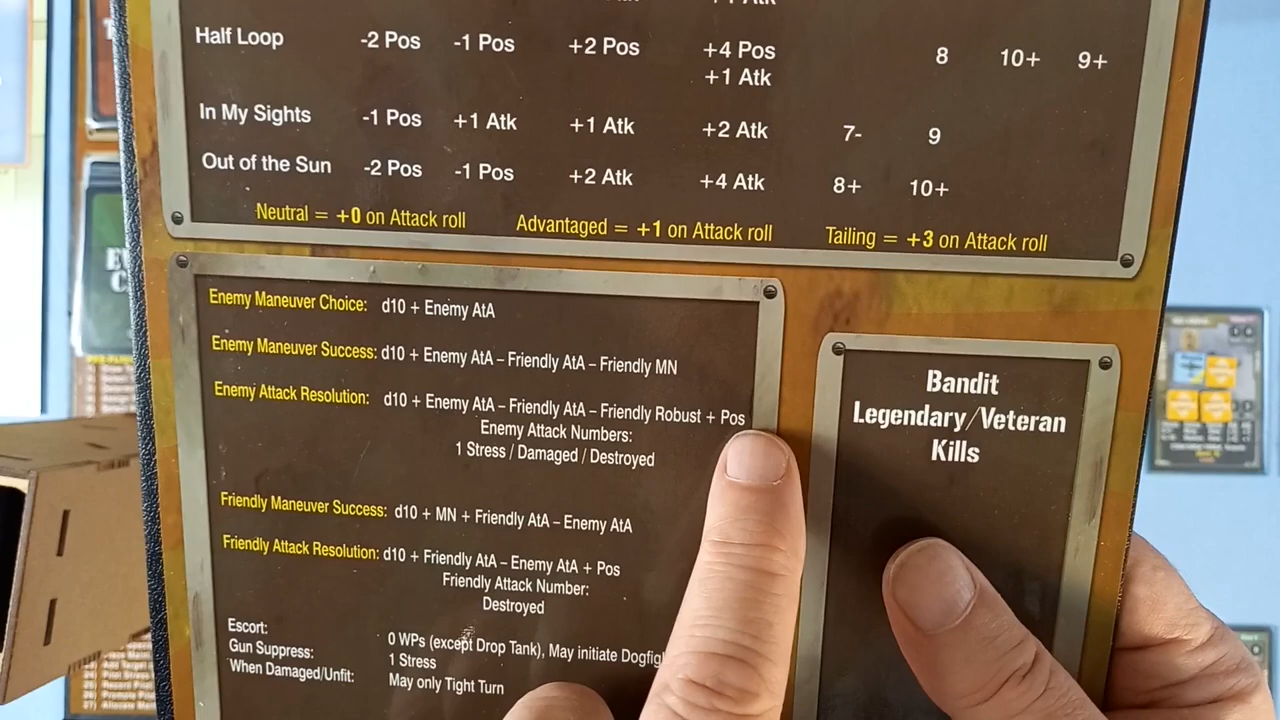 Half Loop -2 Pos -1 Pos +2 Pos +4 Pos 8 10+ 9+
+1 Atk
In My Sights -1 Pos +1 Atk +1 Atk +2 Atk 7- 9
Out of the Sun -2 Pos -1 Pos +2 Atk +4 Atk 8+ 10+
Neutral = +0 on Attack roll Advantaged = +1 on Attack roll Tailing = +3 on Attack roll
Enemy Maneuver Choice: d10 + Enemy AtA
Enemy Maneuver Success: d10 + Enemy AtA – Friendly AtA – Friendly MN
Enemy Attack Resolution: d10 + Enemy AtA – Friendly AtA – Friendly Robust + Pos
Enemy Attack Numbers:
1 Stress / Damaged / Destroyed
Friendly Maneuver Success: d10 + MN + Friendly AtA – Enemy AtA
Friendly Attack Resolution: d10 + Friendly AtA – Enemy AtA + Pos
Friendly Attack Number:
Destroyed
Escort: 0 WPs (except Drop Tank), May initiate Dogfig
Gun Suppress: 1 Stress
When Damaged/Unfit: May only Tight Turn
Bandit
Legendary/Veteran
Kills